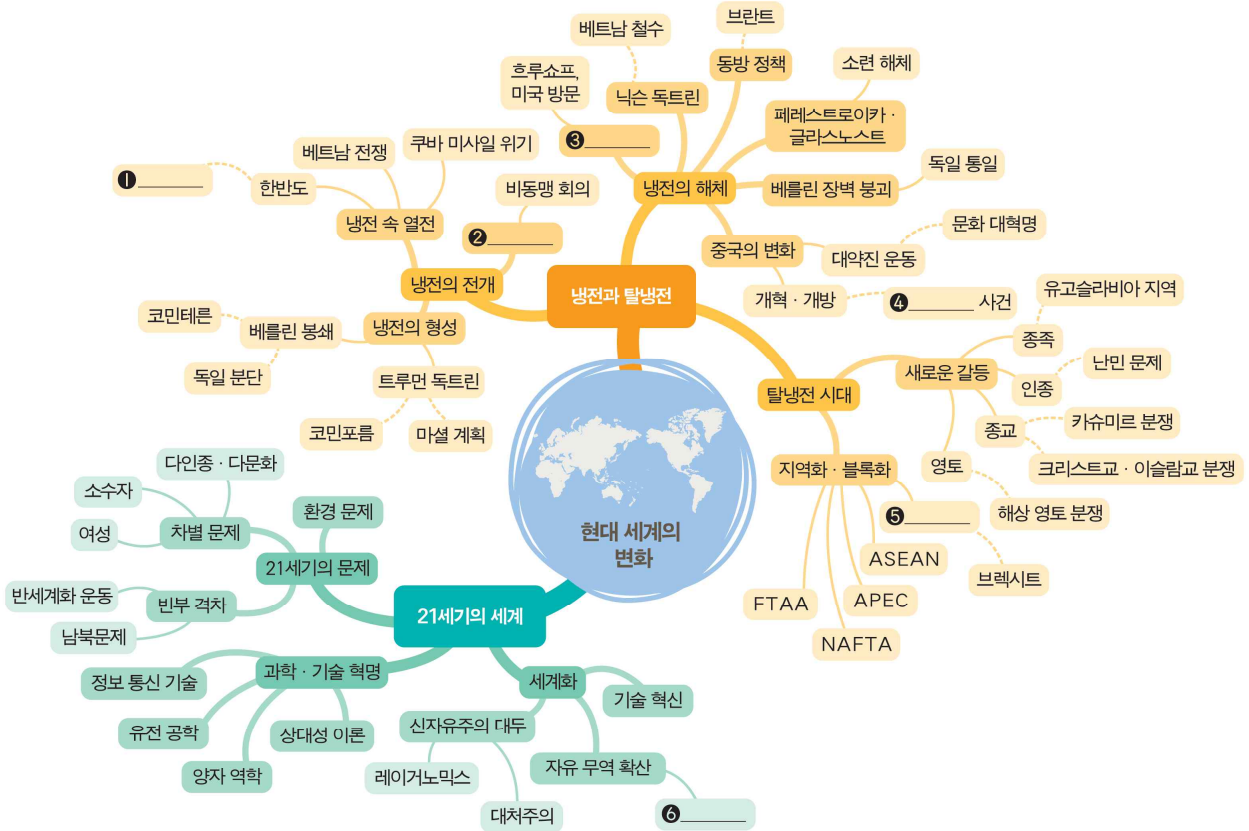 냉전과 탈냉전
냉전의 해체
❸________
흐루쇼프,
미국 방문
닉슨 독트린
베트남 철수
동방 정책
브란트
페레스트로이카 ·
글라스노스트
소련 해체
베를린 장벽 붕괴
독일 통일
중국의 변화
대약진 운동
문화 대혁명
개혁 · 개방
❹________ 사건
냉전의 전개
❷________
비동맹 회의
냉전 속 열전
쿠바 미사일 위기
베트남 전쟁
한반도
❶________
냉전의 형성
베를린 봉쇄
코민테른
독일 분단
트루먼 독트린
코민포름
마셜 계획
탈냉전 시대
새로운 갈등
종족
유고슬라비아 지역
인종
난민 문제
종교
카슈미르 분쟁
크리스트교 · 이슬람교 분쟁
영토
해상 영토 분쟁
지역화 · 블록화
❺________
브렉시트
ASEAN
APEC
NAFTA
FTAA
현대 세계의
변화
21세기의 세계
21세기의 문제
환경 문제
차별 문제
다인종 · 다문화
소수자
여성
빈부 격차
반세계화 운동
남북문제
과학 · 기술 혁명
정보 통신 기술
유전 공학
양자 역학
상대성 이론
세계화
기술 혁신
신자유주의 대두
레이거노믹스
대처주의
자유 무역 확산
❻________